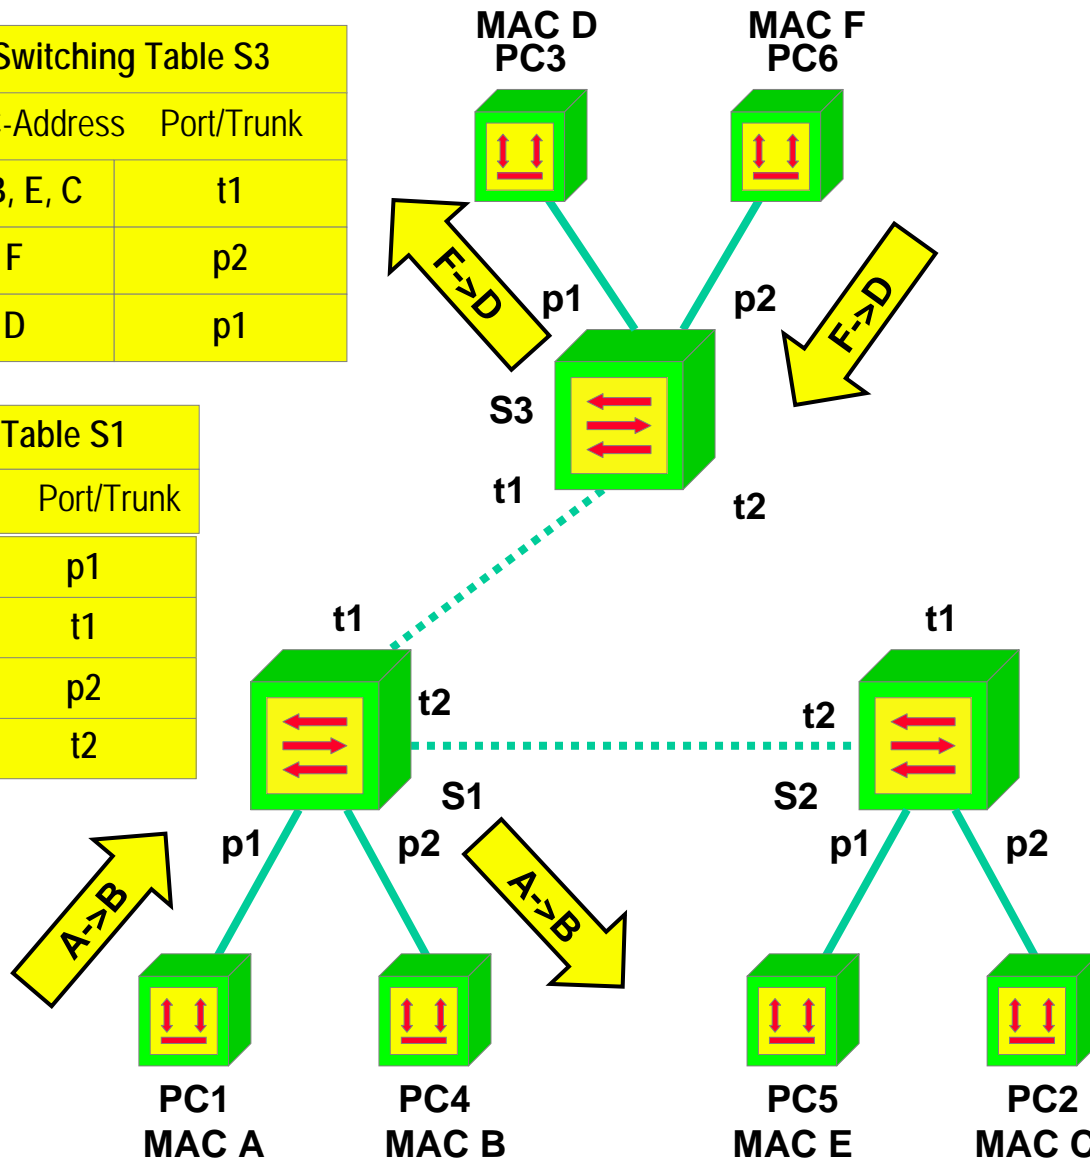 MAC D
PC3
MAC F
PC6
Switching Table S3
-Address Port/Trunk
, E, C t1
F p2
D p1
F->D
p1
p2
F->D
S3
t1
t2
Table S1
Port/Trunk
p1
t1
p2
t2
t1
t2
S1
p1
p2
A->B
A->B
t1
t2
S2
p1
p2
PC1
MAC A
PC4
MAC B
PC5
MAC E
PC2
MAC